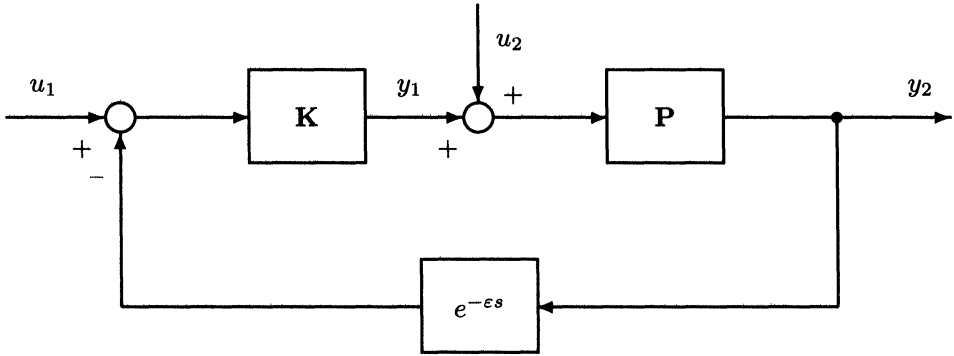 u₂
u₁
y₁
+
y₂
K
P
+
+
−
e^{−εs}